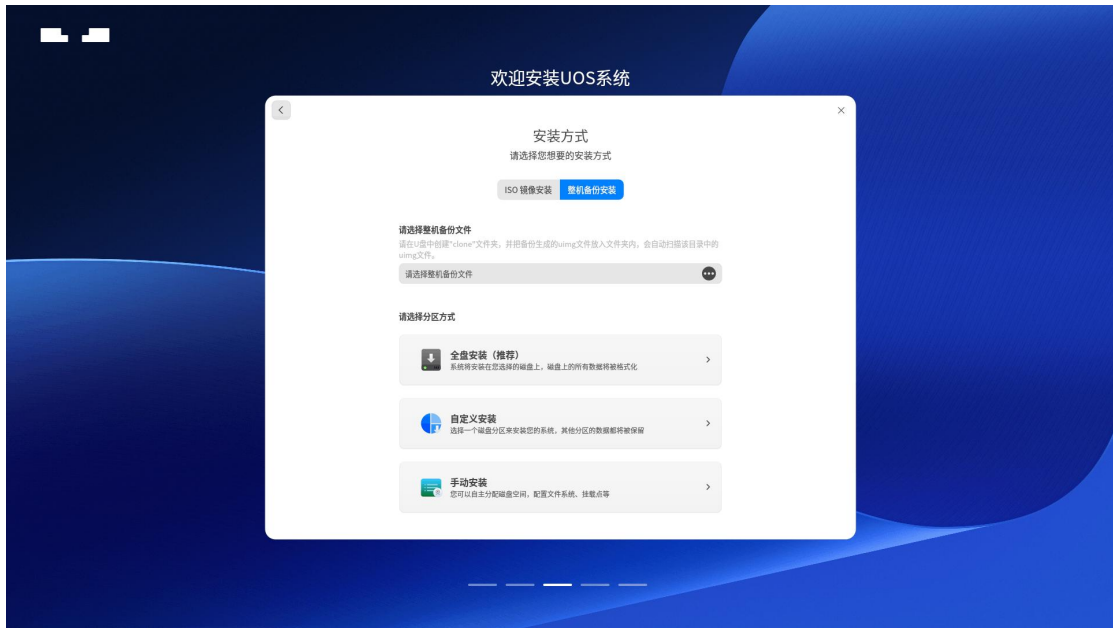 欢迎安装UOS系统
安装方式
请选择您想要的安装方式
ISO 镜像安装 整机备份安装
请选择整机备份文件
请在U盘中创建"clone"文件夹，并把备份生成的uimg文件放入文件夹内，会自动扫描该目录中的
uimg文件。
请选择整机备份文件
请选择分区方式
全盘安装（推荐）
系统将安装在您选择的磁盘上，磁盘上的所有数据将被格式化
自定义安装
选择一个磁盘分区来安装您的系统，其他分区的数据都将被保留
手动安装
您可以自主分配磁盘空间，配置文件系统、挂载点等